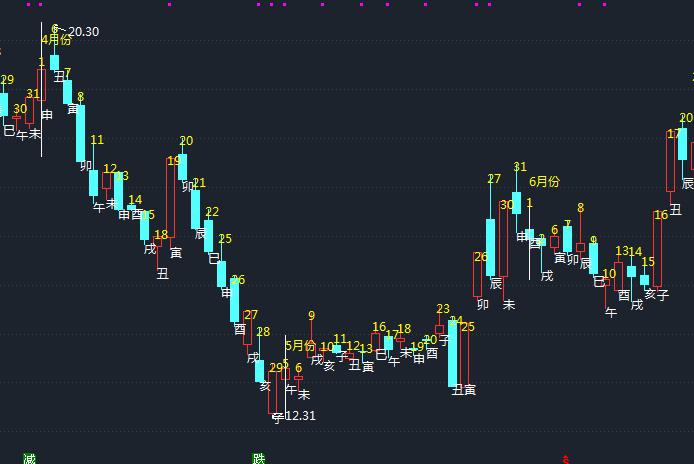 6
20.30
4月份
29
1
7
丑
31
8
寅
30
申
巳
午
未
11
卯
20
19
卯
12
13
21
14
15
午
未
申
酉
22
18
辰
25
戌
寅
巳
丑
26
申
27
酉
28
戌
29
5
亥
5月份
6
午
未
子
12.31
9
10
11
12
13
戌
亥
子
丑
寅
16
17
18
19
20
巳
午
未
申
酉
23
子
24
25
丑
寅
26
卯
27
辰
30
未
31
申
6月份
1
酉
2
戌
6
寅
7
卯
8
辰
9
巳
10
午
13
酉
14
戌
15
亥
16
子
17
丑
20
辰
减
跌